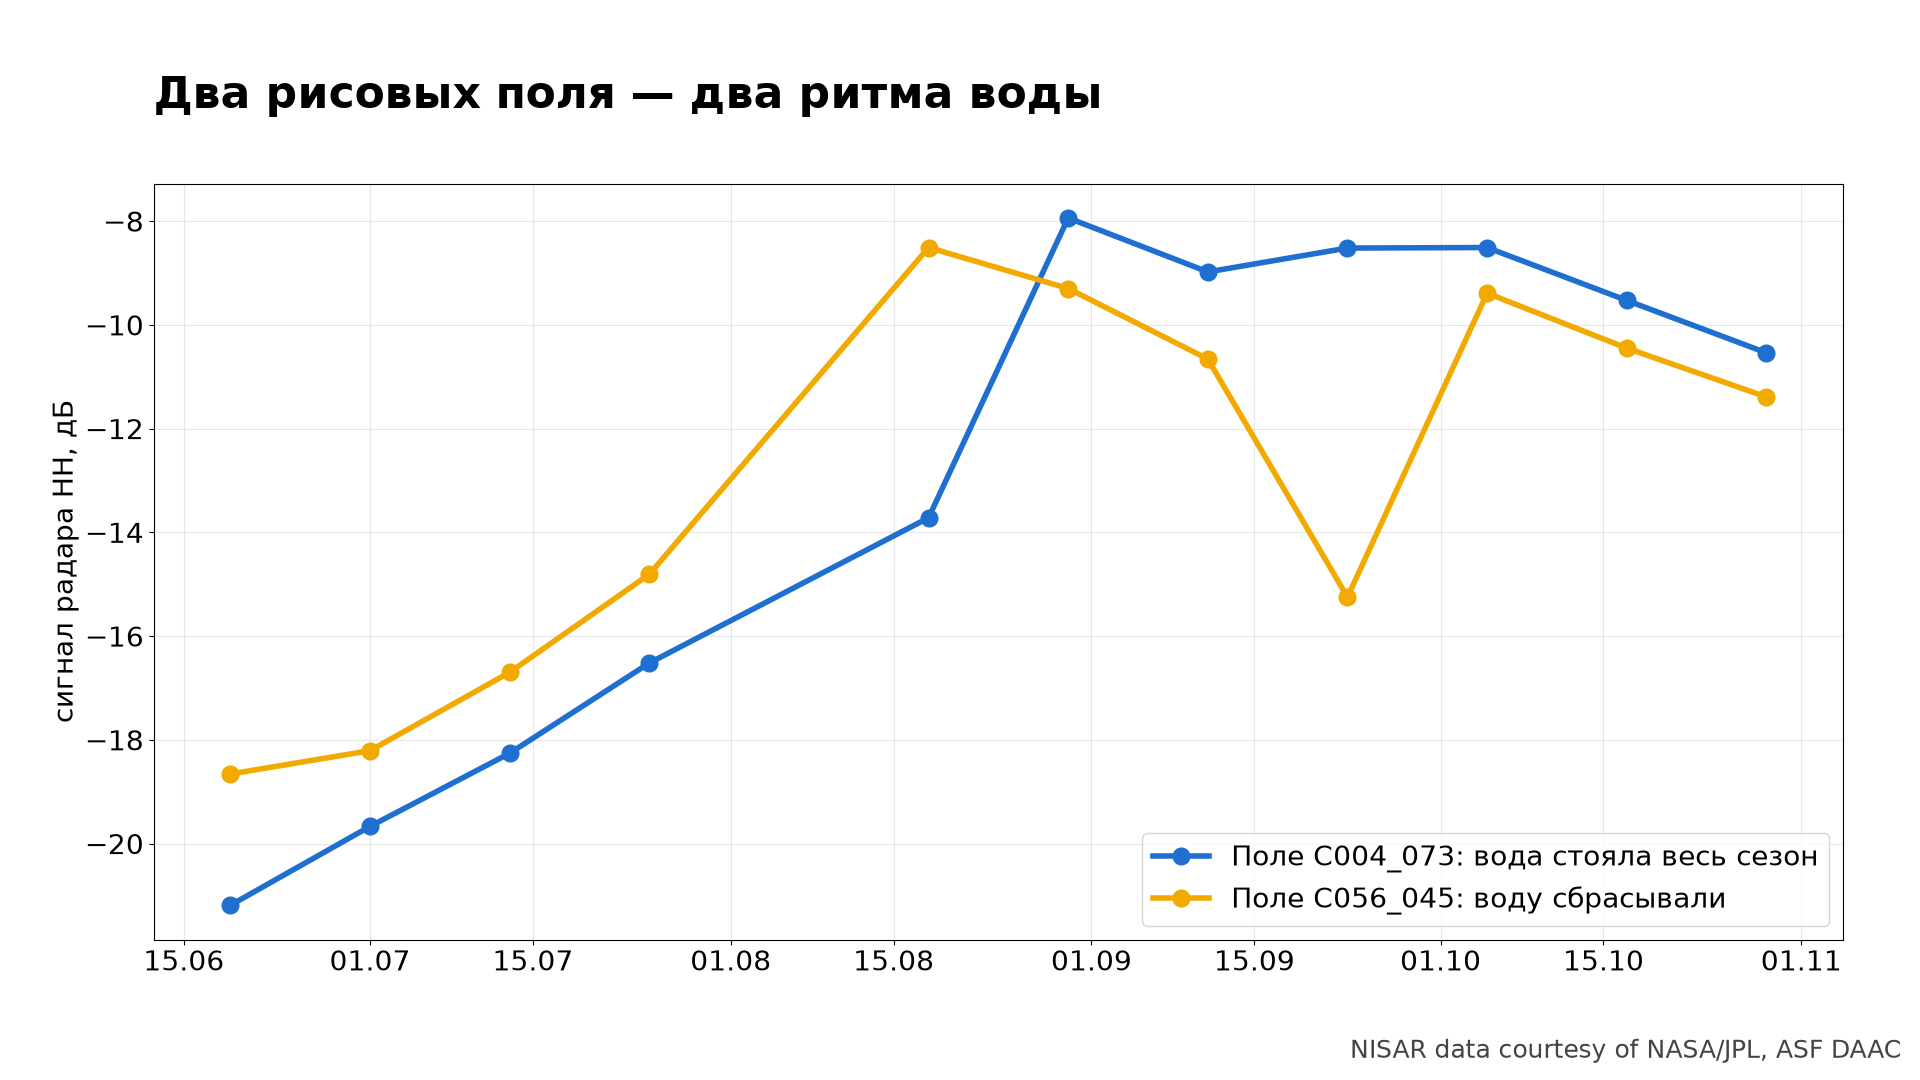 Два рисовых поля — два ритма воды
сигнал радара HH, дБ
−8
−10
−12
−14
−16
−18
−20
Поле C004_073: вода стояла весь сезон
Поле C056_045: воду сбрасывали
15.06 01.07 15.07 01.08 15.08 01.09 15.09 01.10 15.10 01.11
NISAR data courtesy of NASA/JPL, ASF DAAC